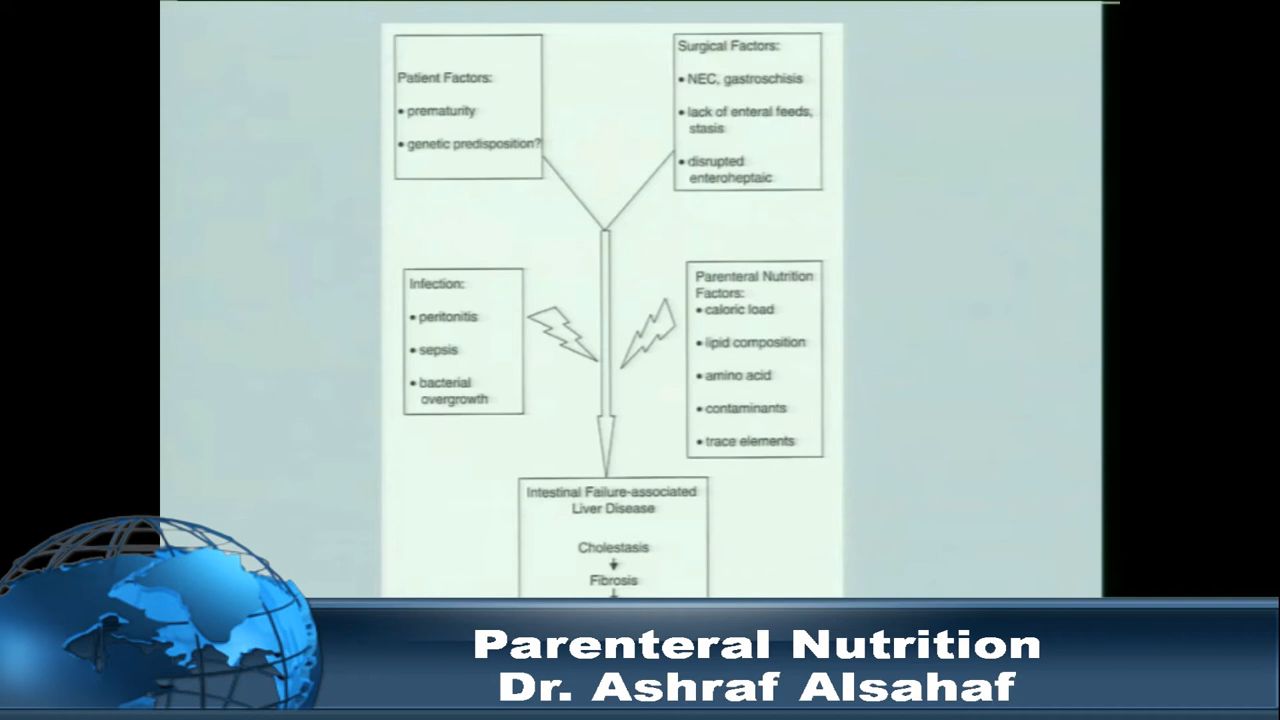 Patient Factors:
• prematurity
• genetic predisposition?
Surgical Factors:
• NEC, gastroschisis
• lack of enteral feeds,
stasis
• disrupted
enteroheptaic
Infection:
• peritonitis
• sepsis
• bacterial
overgrowth
Parenteral Nutrition
Factors:
• caloric load
• lipid composition
• amino acid
• contaminants
• trace elements
Intestinal Failure-associated
Liver Disease
Cholestasis
Fibrosis
Parenteral Nutrition
Dr. Ashraf Alsahaf